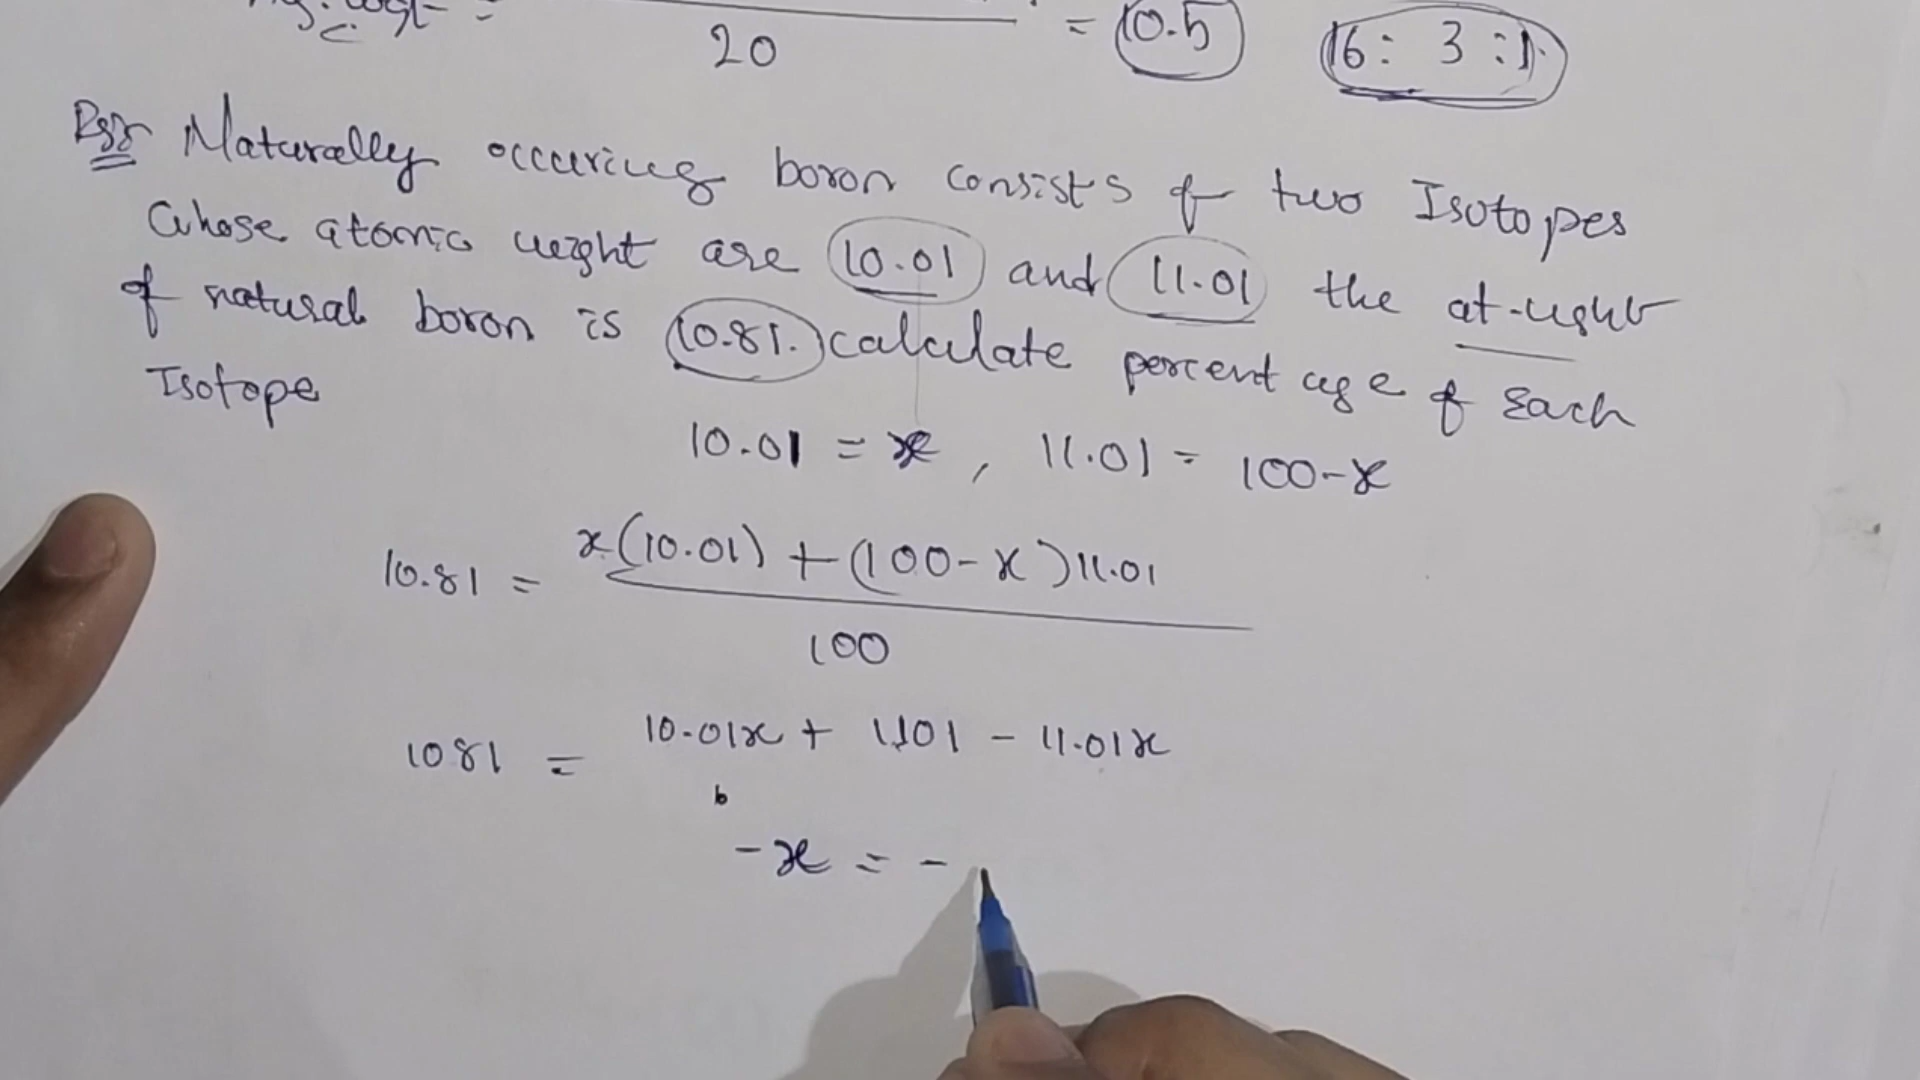 = 10.5 16: 3 :1
20
Naturally occuring boron consists of two Isotopes
whose atomic weight are 10.01 and 11.01 the at-weght
of natural boron is 10.81. calculate percentage of Each
Isotope
10.01 = x , 11.01 = 100-x
10.81 = x(10.01) + (100-x)11.01
100
1081 = 10.01x + 1101 - 11.01x
-x = -